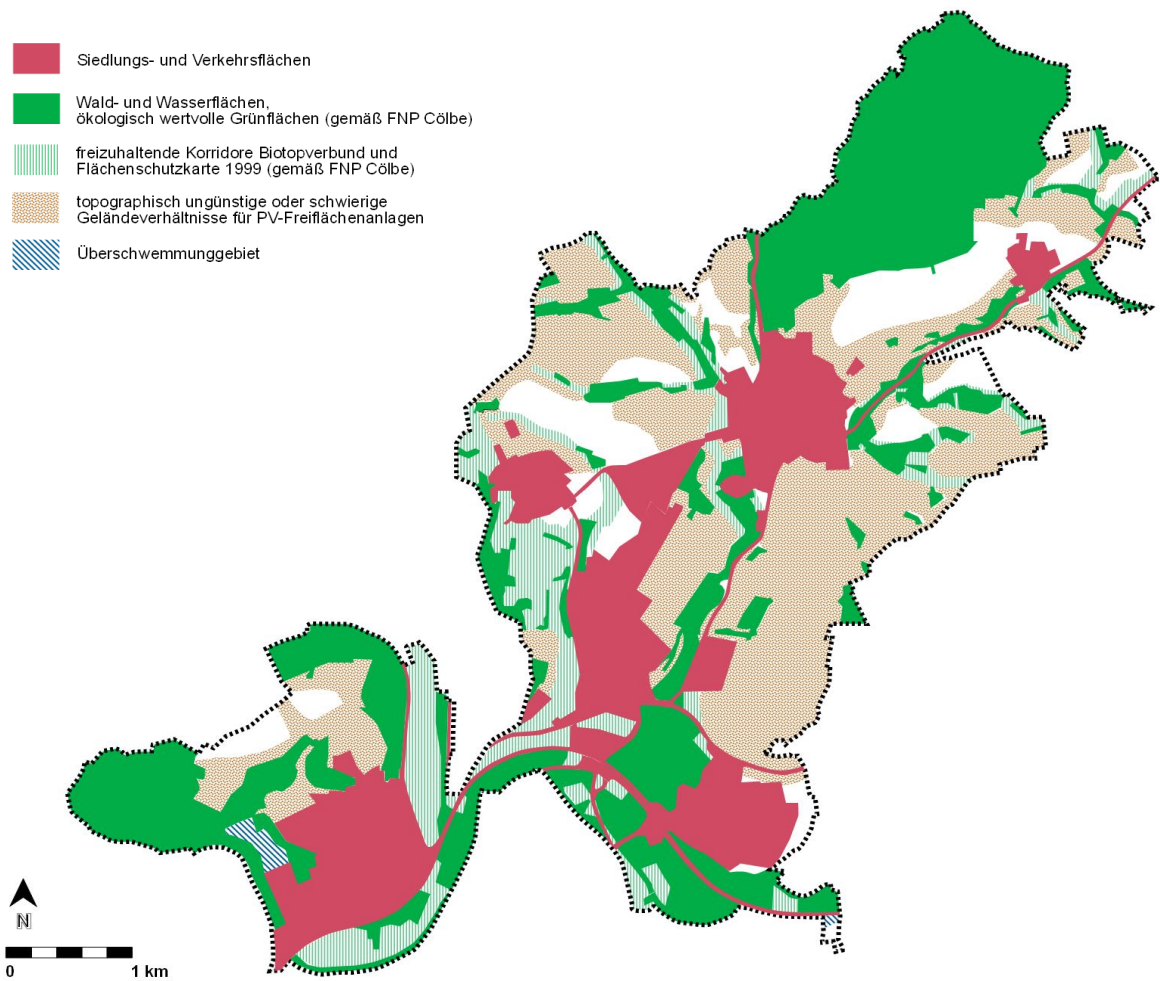 Siedlungs- und Verkehrsflächen
Wald- und Wasserflächen,
ökologisch wertvolle Grünflächen (gemäß FNP Cölbe)
freizuhaltende Korridore Biotopverbund und
Flächenschutzkarte 1999 (gemäß FNP Cölbe)
topographisch ungünstige oder schwierige
Geländeverhältnisse für PV-Freiflächenanlagen
Überschwemmunggebiet
N
0 1 km